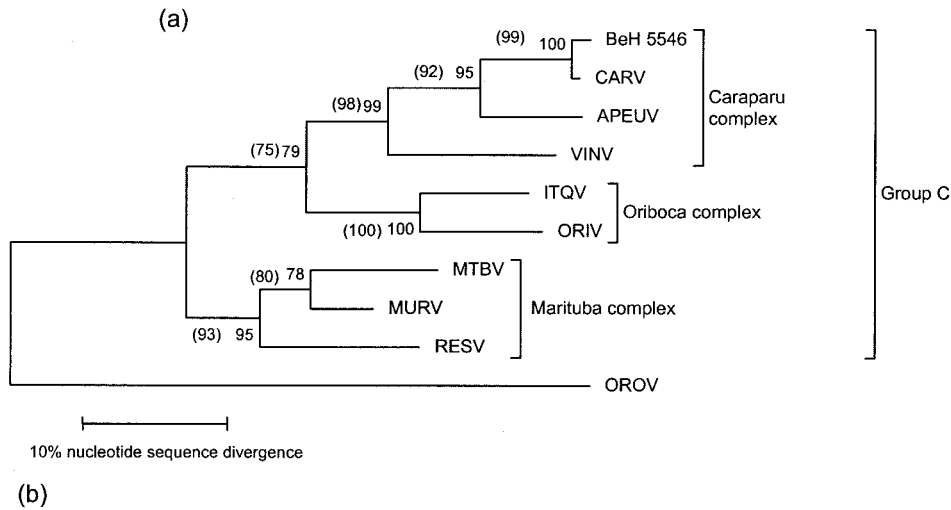 (a)
(99) 100 BeH 5546
CARV
(92) 95
APEUV
(98) 99
VINV
Caraparu
complex
(75) 79
ITQV
ORIV
(100) 100
Oriboca complex
Group C
MTBV
(80) 78
MURV
Marituba complex
(93) 95
RESV
OROV
10% nucleotide sequence divergence
(b)